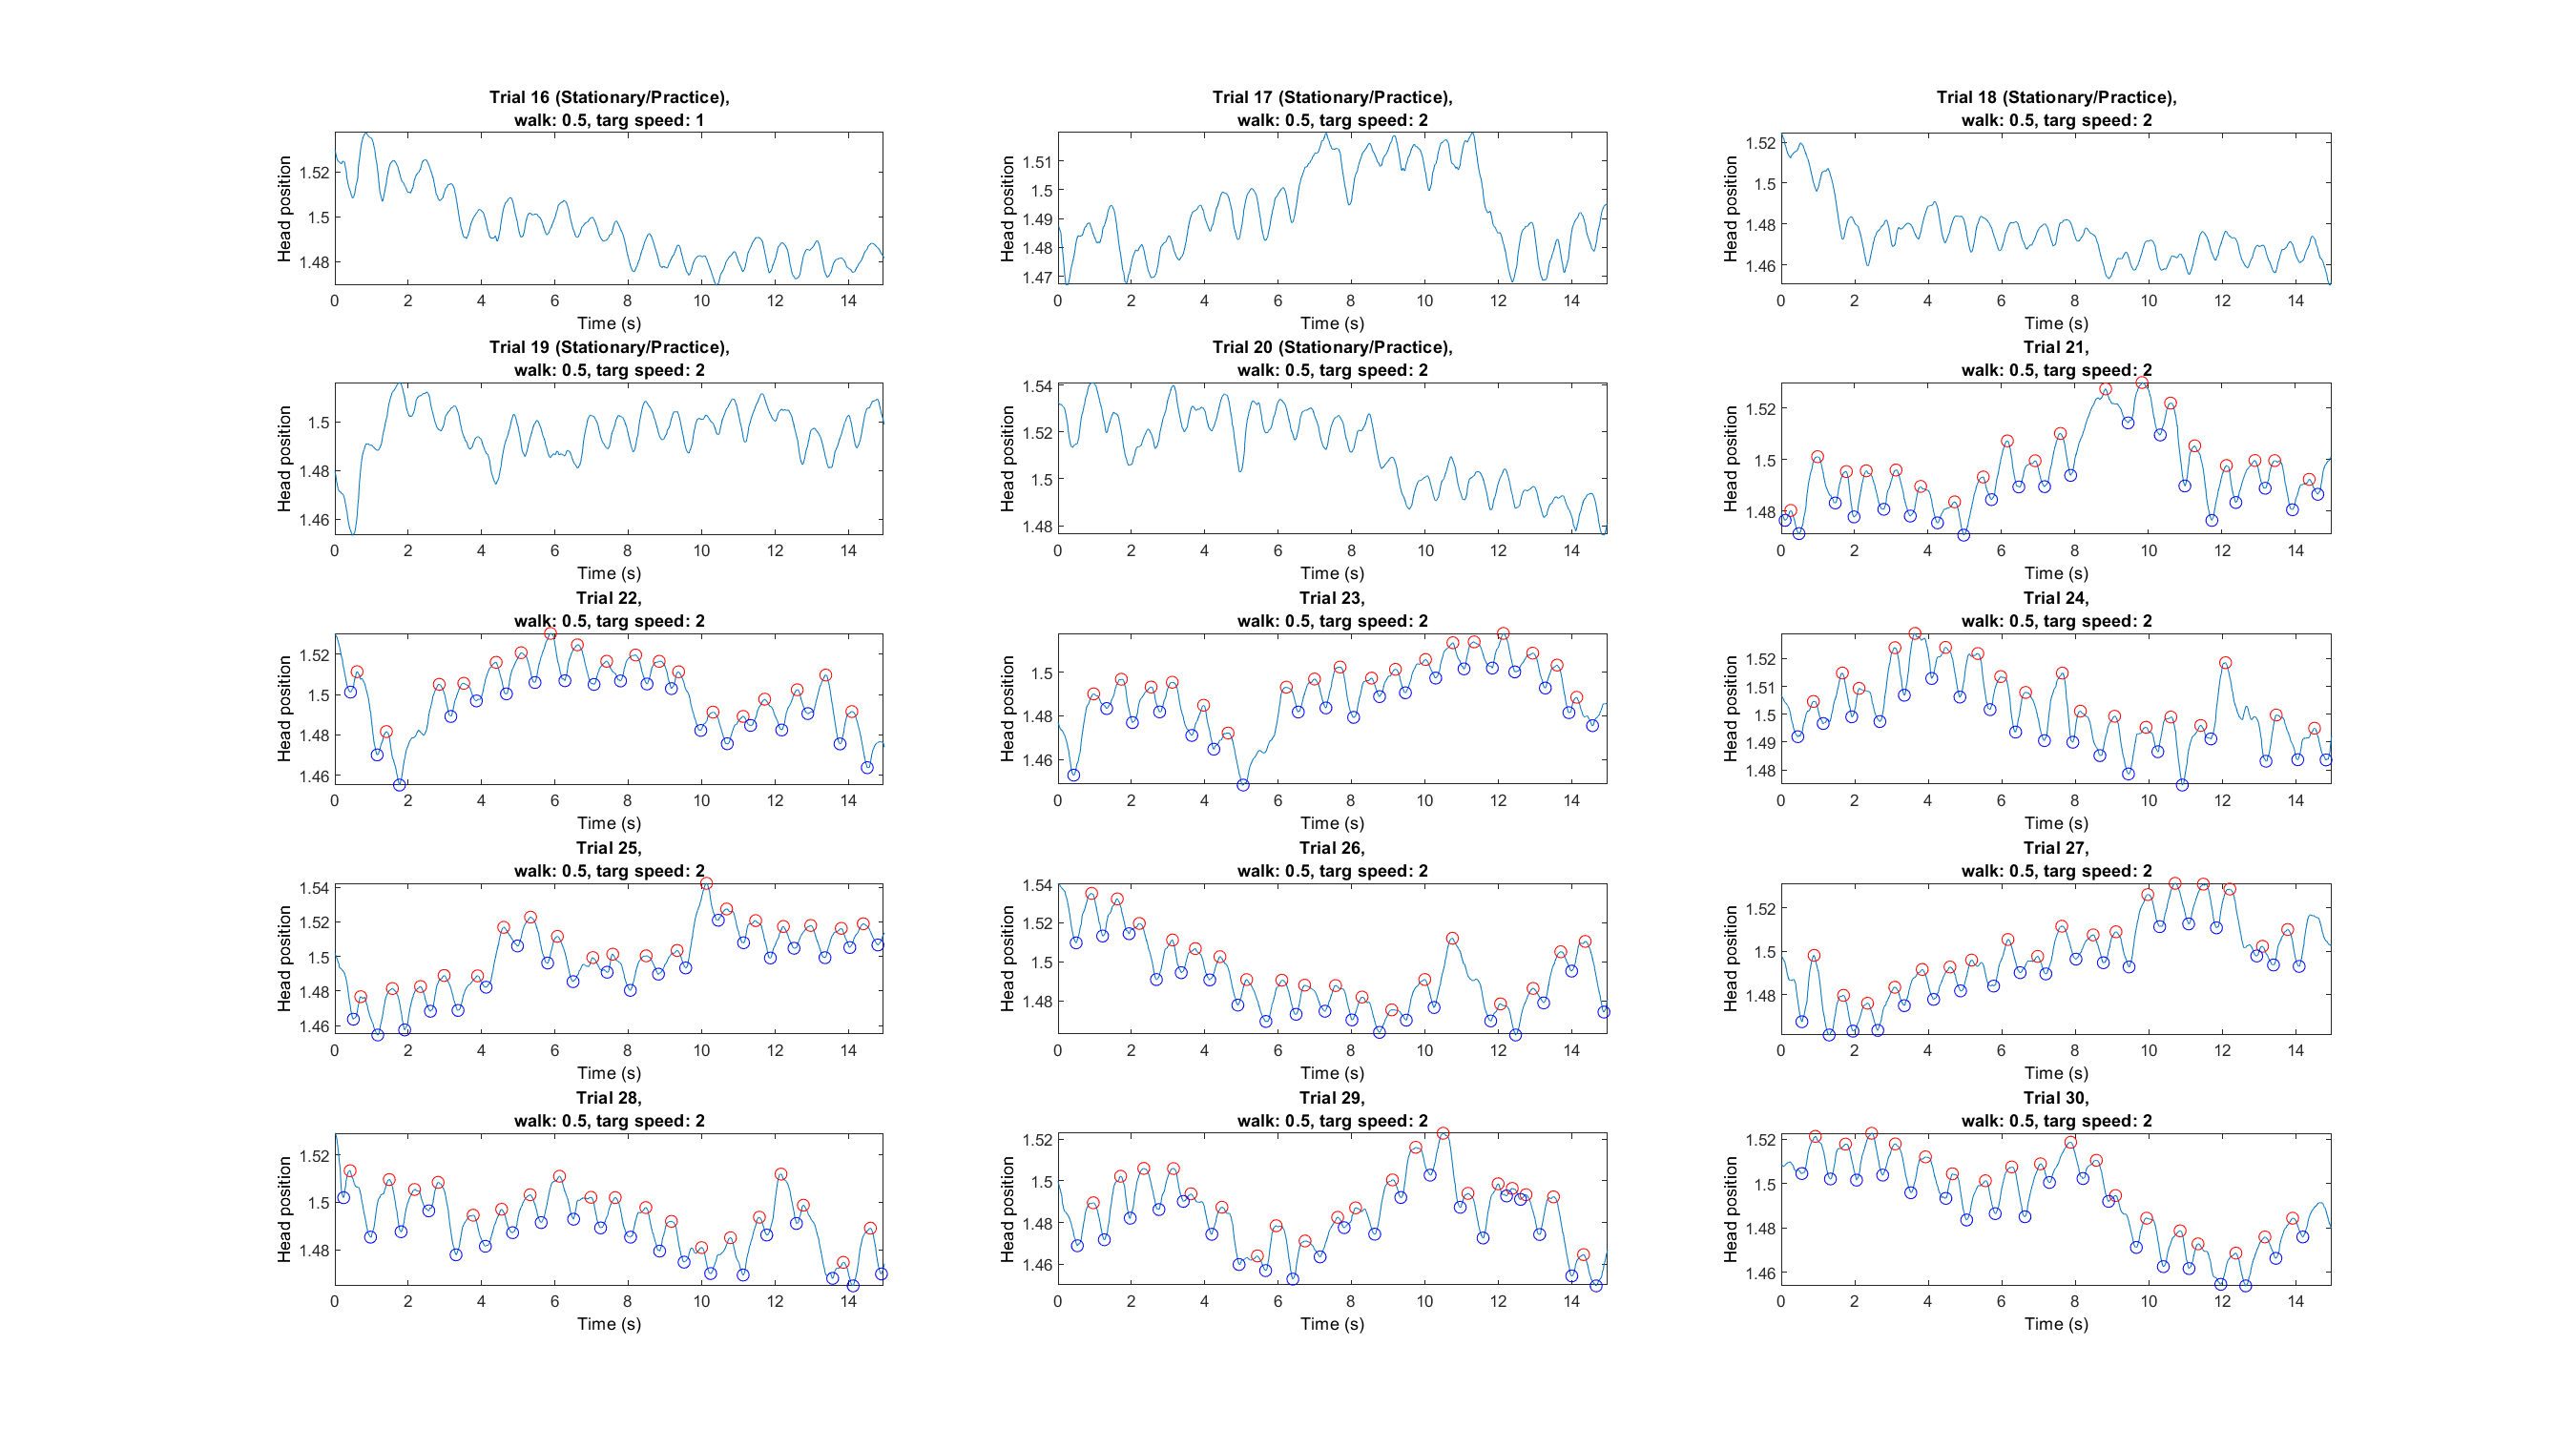 Trial 16 (Stationary/Practice),
walk: 0.5, targ speed: 1
Head position
1.52
1.5
1.48
0 2 4 6 8 10 12 14
Time (s)
Trial 17 (Stationary/Practice),
walk: 0.5, targ speed: 2
Head position
1.51
1.5
1.49
1.48
1.47
0 2 4 6 8 10 12 14
Time (s)
Trial 18 (Stationary/Practice),
walk: 0.5, targ speed: 2
Head position
1.52
1.5
1.48
1.46
0 2 4 6 8 10 12 14
Time (s)
Trial 19 (Stationary/Practice),
walk: 0.5, targ speed: 2
Head position
1.5
1.48
1.46
0 2 4 6 8 10 12 14
Time (s)
Trial 20 (Stationary/Practice),
walk: 0.5, targ speed: 2
Head position
1.54
1.52
1.5
1.48
0 2 4 6 8 10 12 14
Time (s)
Trial 21,
walk: 0.5, targ speed: 2
Head position
1.52
1.5
1.48
0 2 4 6 8 10 12 14
Time (s)
Trial 22,
walk: 0.5, targ speed: 2
Head position
1.52
1.5
1.48
1.46
0 2 4 6 8 10 12 14
Time (s)
Trial 23,
walk: 0.5, targ speed: 2
Head position
1.5
1.48
1.46
0 2 4 6 8 10 12 14
Time (s)
Trial 24,
walk: 0.5, targ speed: 2
Head position
1.52
1.51
1.5
1.49
1.48
0 2 4 6 8 10 12 14
Time (s)
Trial 25,
walk: 0.5, targ speed: 2
Head position
1.54
1.52
1.5
1.48
1.46
0 2 4 6 8 10 12 14
Time (s)
Trial 26,
walk: 0.5, targ speed: 2
Head position
1.54
1.52
1.5
1.48
0 2 4 6 8 10 12 14
Time (s)
Trial 27,
walk: 0.5, targ speed: 2
Head position
1.52
1.5
1.48
0 2 4 6 8 10 12 14
Time (s)
Trial 28,
walk: 0.5, targ speed: 2
Head position
1.52
1.5
1.48
0 2 4 6 8 10 12 14
Time (s)
Trial 29,
walk: 0.5, targ speed: 2
Head position
1.52
1.5
1.48
1.46
0 2 4 6 8 10 12 14
Time (s)
Trial 30,
walk: 0.5, targ speed: 2
Head position
1.52
1.5
1.48
1.46
0 2 4 6 8 10 12 14
Time (s)